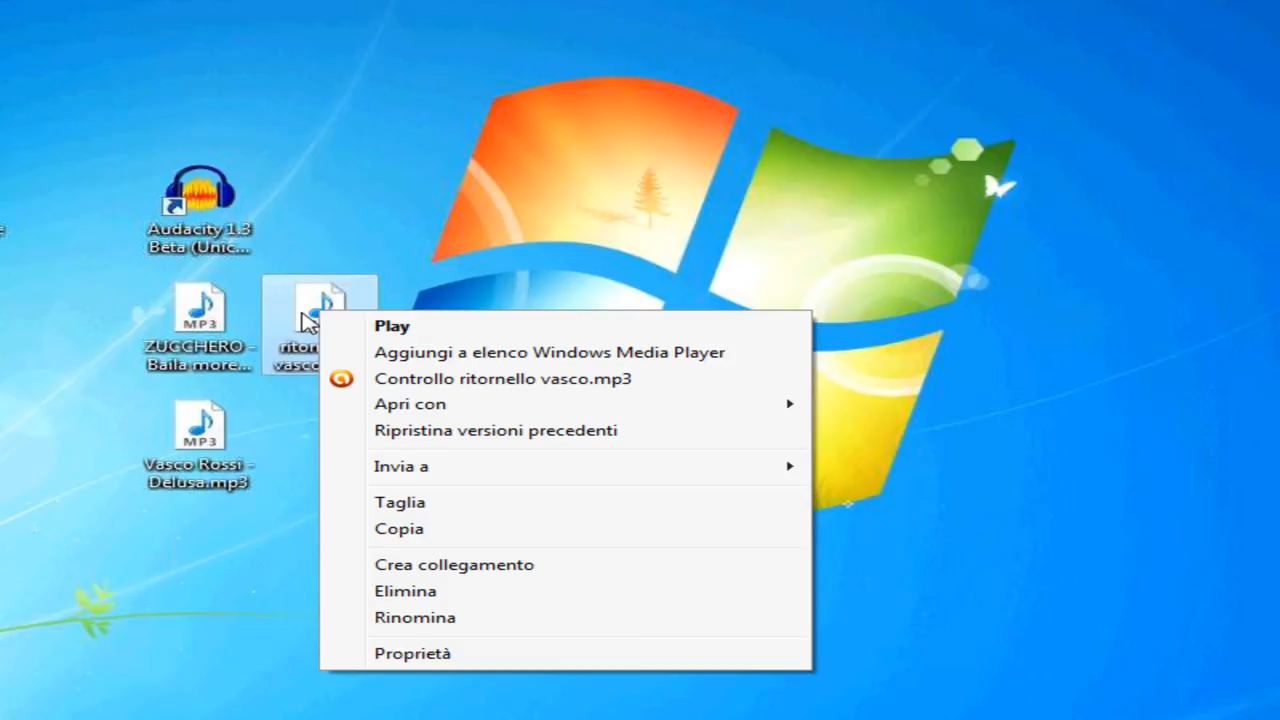 Audacity 1.3
Beta (Unic...
MP3
ZUCCHERO -
Baila more...
MP3
Vasco Rossi -
Delusa.mp3
Play
Aggiungi a elenco Windows Media Player
Controllo ritornello vasco.mp3
Apri con
Ripristina versioni precedenti
Invia a
Taglia
Copia
Crea collegamento
Elimina
Rinomina
Proprietà